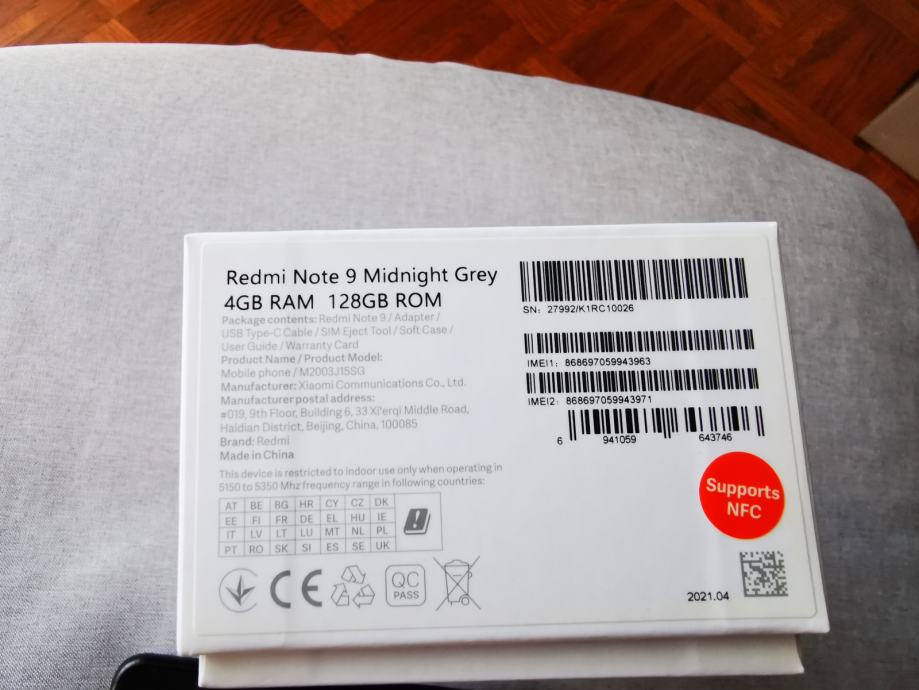 Redmi Note 9 Midnight Grey
4GB RAM 128GB ROM
Package contents: Redmi Note 9 / Adapter /
USB Type-C Cable / SIM Eject Tool / Soft Case /
User Guide / Warranty Card
Product Name / Product Model:
Mobile phone / M2003J15SG
Manufacturer: Xiaomi Communications Co., Ltd.
Manufacturer postal address:
#019, 9th Floor, Building 6, 33 Xi'erqi Middle Road,
Haidian District, Beijing, China, 100085
Brand: Redmi
Made in China
This device is restricted to indoor use only when operating in
5150 to 5350 Mhz frequency range in following countries:
AT BE BG HR CY CZ DK
EE FI FR DE EL HU IE
IT LV LT LU MT NL PL
PT RO SK SI ES SE UK
CE
QC
PASS
SN: 27992/K1RC10026
IMEI1: 868697059943963
IMEI2: 868697059943971
6 941059 643746
Supports
NFC
2021.04